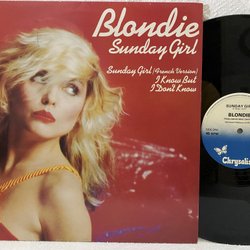 Blondie
Sunday Girl
Sunday Girl (French Version)
I Know But
I Don't Know
SUNDAY GIRL
BLONDIE
Chrysalis